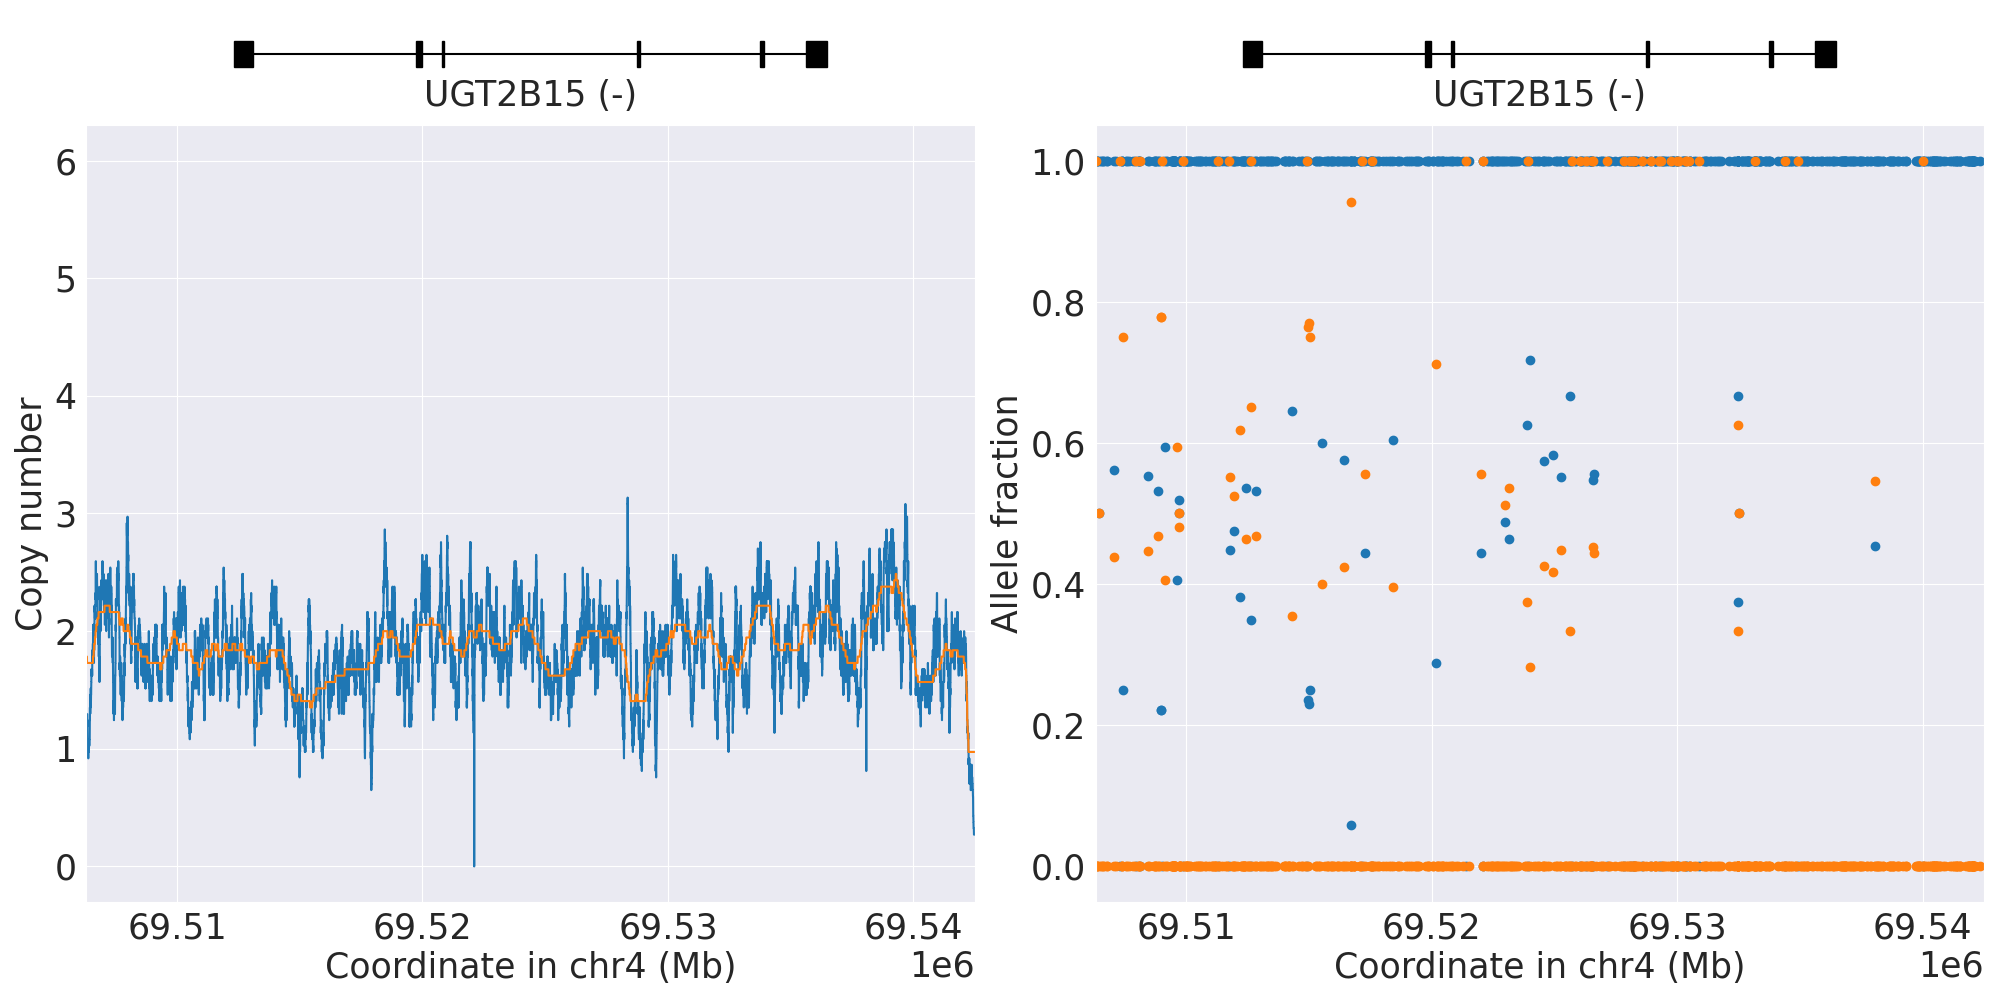 UGT2B15 (-)
6
5
4
3
2
1
0
Copy number
69.51 69.52 69.53 69.54
Coordinate in chr4 (Mb)
1e6
UGT2B15 (-)
1.0
0.8
0.6
0.4
0.2
0.0
Allele fraction
69.51 69.52 69.53 69.54
Coordinate in chr4 (Mb)
1e6